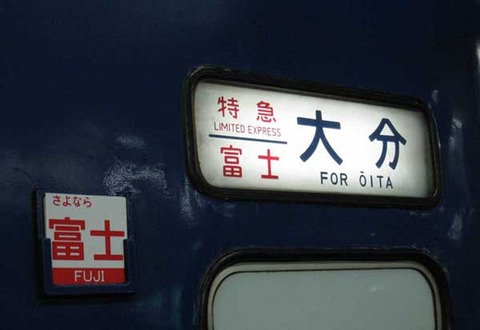 特急
LIMITED EXPRESS
富士
大分
FOR ŌITA
さよなら
富士
FUJI